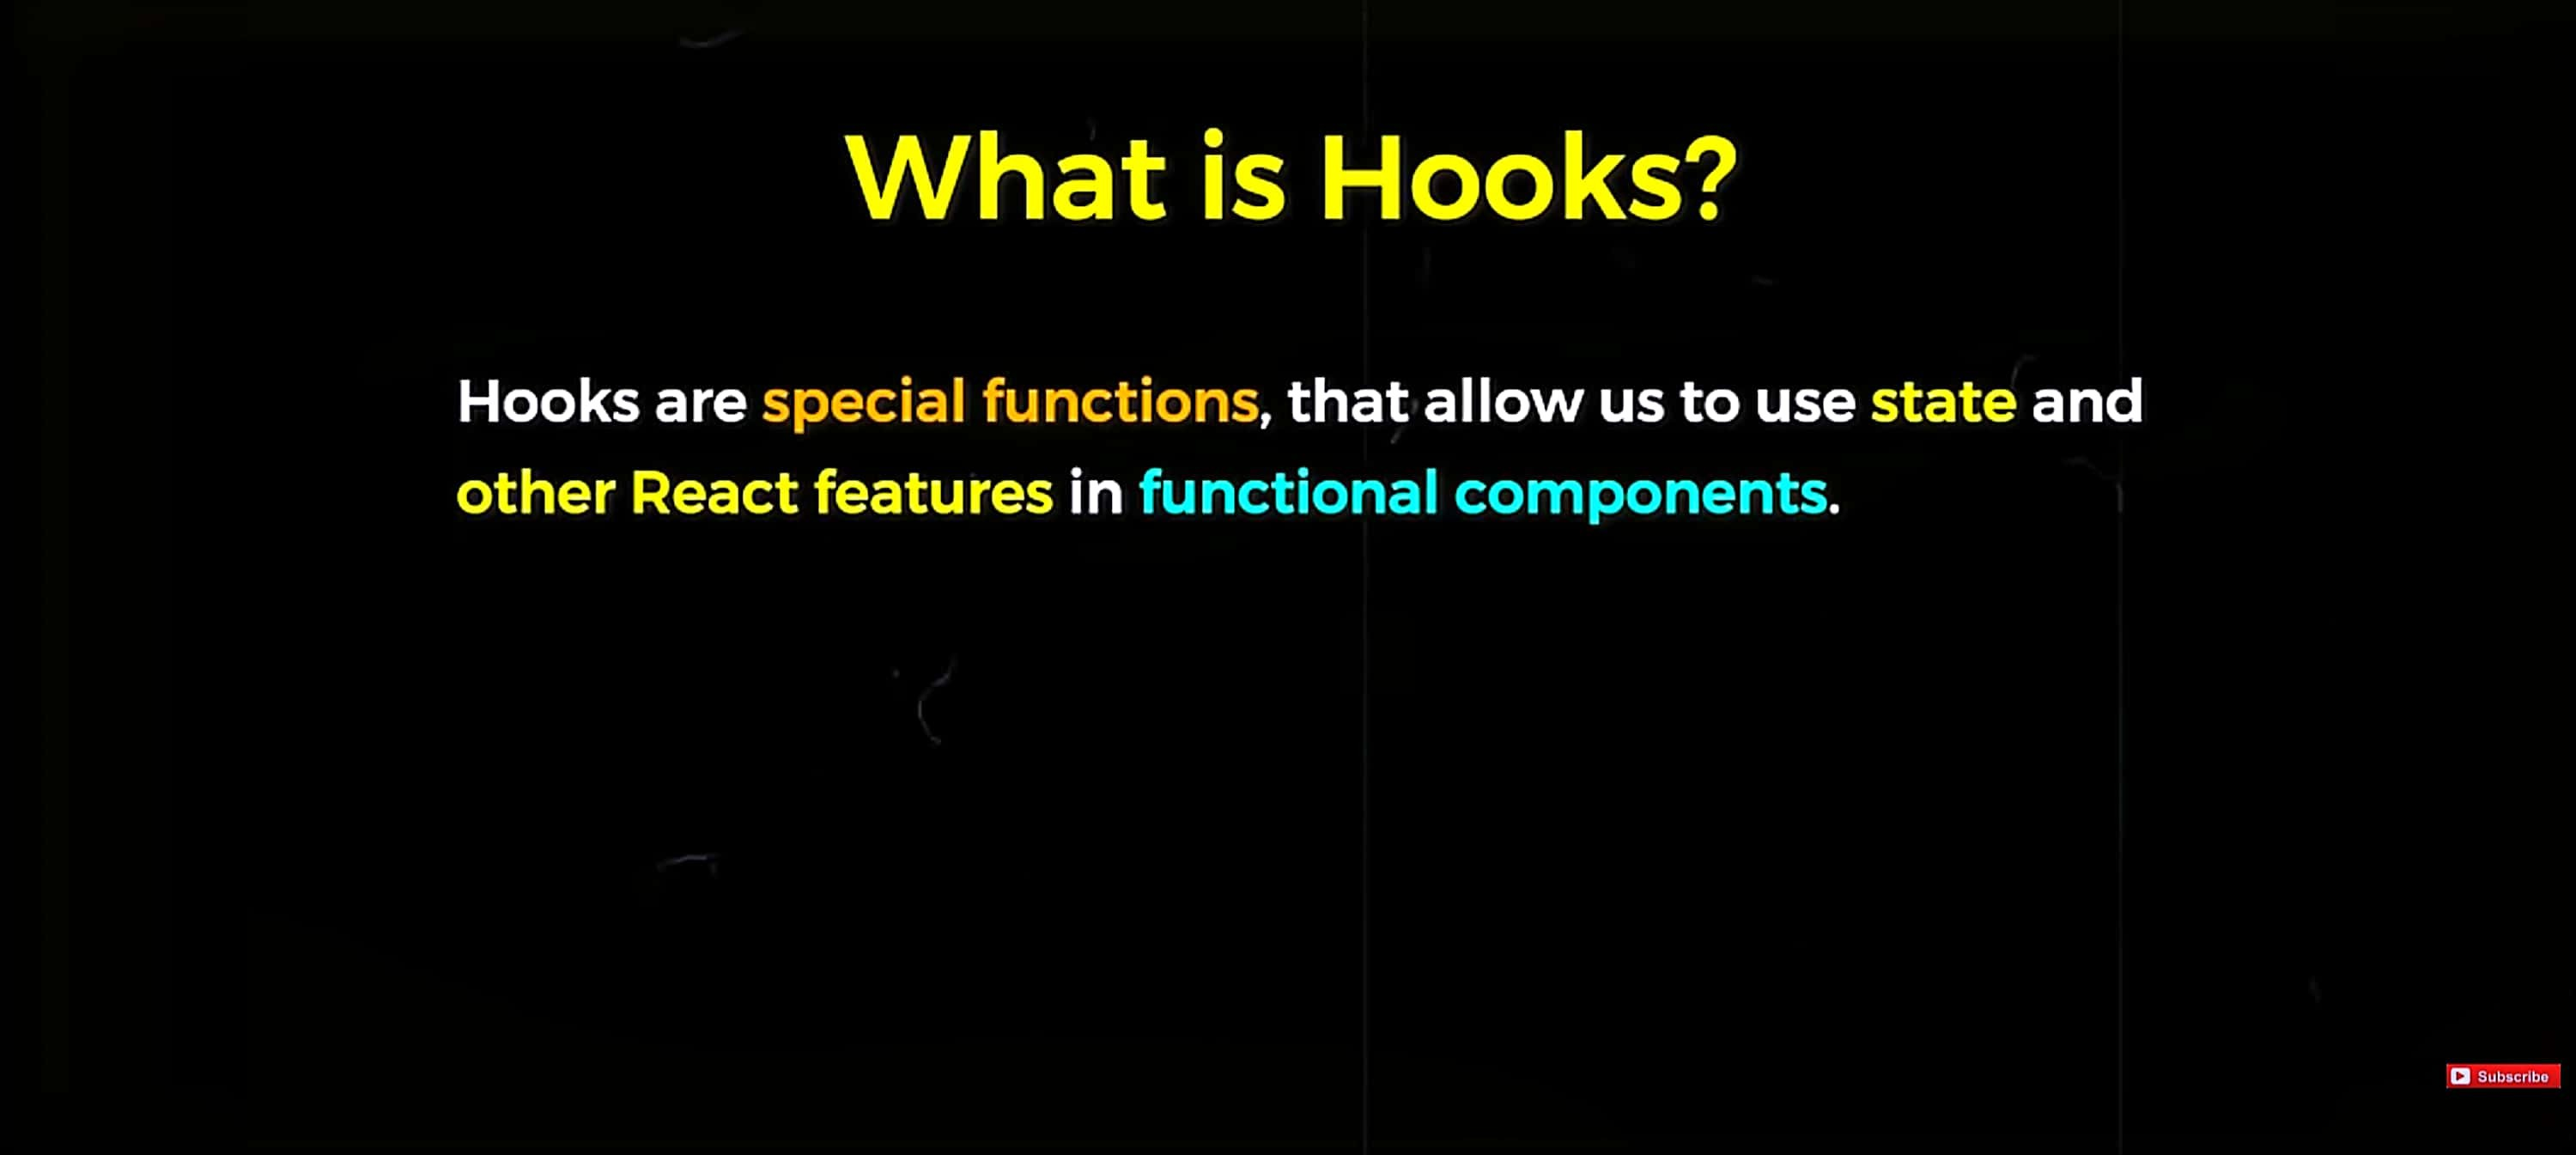 What is Hooks?
Hooks are special functions, that allow us to use state and
other React features in functional components.
Subscribe